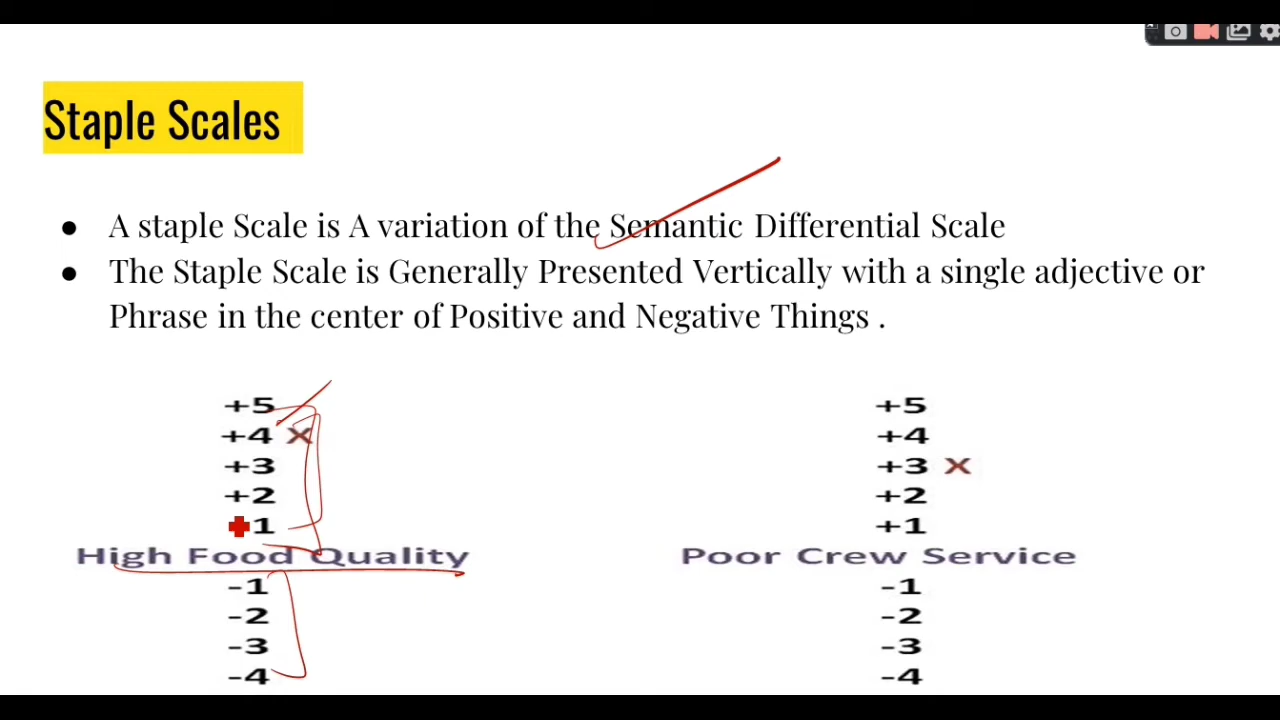 Staple Scales
● A staple Scale is A variation of the Semantic Differential Scale
● The Staple Scale is Generally Presented Vertically with a single adjective or
Phrase in the center of Positive and Negative Things .
+5
+4 X
+3
+2
+1
High Food Quality
-1
-2
-3
-4
+5
+4
+3 X
+2
+1
Poor Crew Service
-1
-2
-3
-4